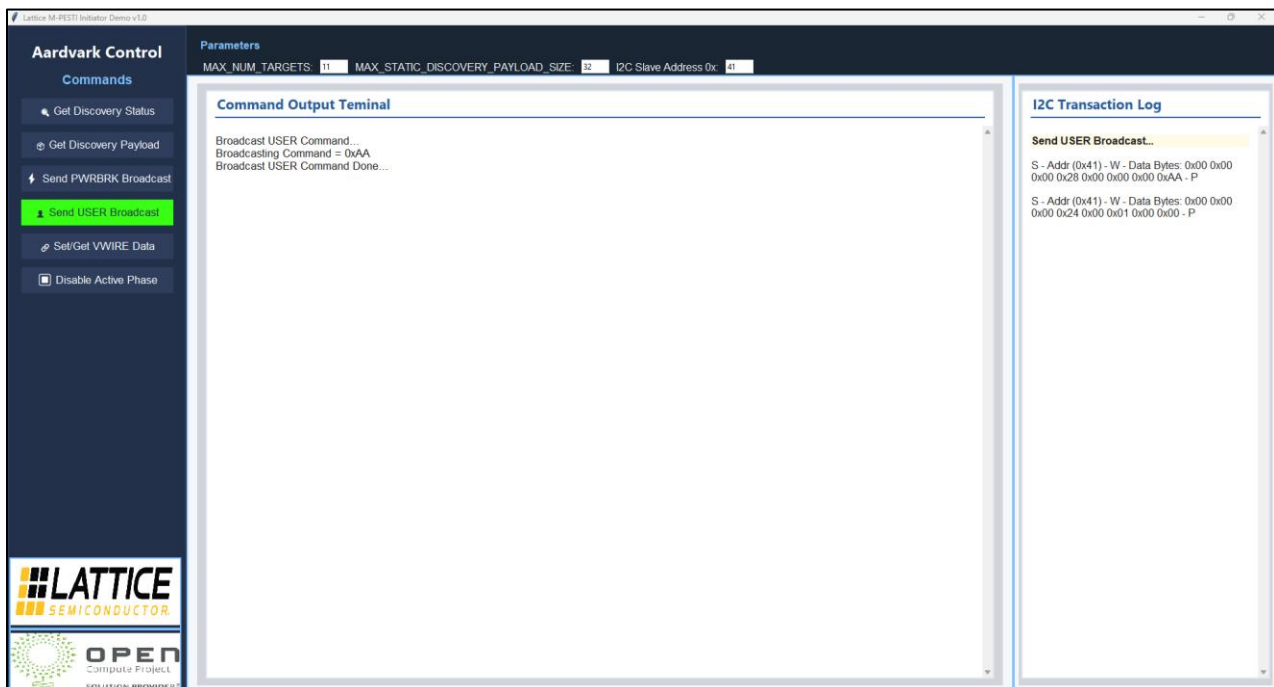 Lattice M-PESTI Initiator Demo v1.0
Aardvark Control
Commands
Get Discovery Status
Get Discovery Payload
Send PWRBRK Broadcast
Send USER Broadcast
Set/Get VWIRE Data
Disable Active Phase
LATTICE
SEMICONDUCTOR
OPEN
Compute Project
SOLUTION PROVIDER
Parameters
MAX_NUM_TARGETS: 11 MAX_STATIC_DISCOVERY_PAYLOAD_SIZE: 32 I2C Slave Address 0x: 41
Command Output Teminal
Broadcast USER Command...
Broadcasting Command = 0xAA
Broadcast USER Command Done...
I2C Transaction Log
Send USER Broadcast...
S - Addr (0x41) - W - Data Bytes: 0x00 0x00
0x00 0x28 0x00 0x00 0x00 0xAA - P
S - Addr (0x41) - W - Data Bytes: 0x00 0x00
0x00 0x24 0x00 0x01 0x00 0x00 - P